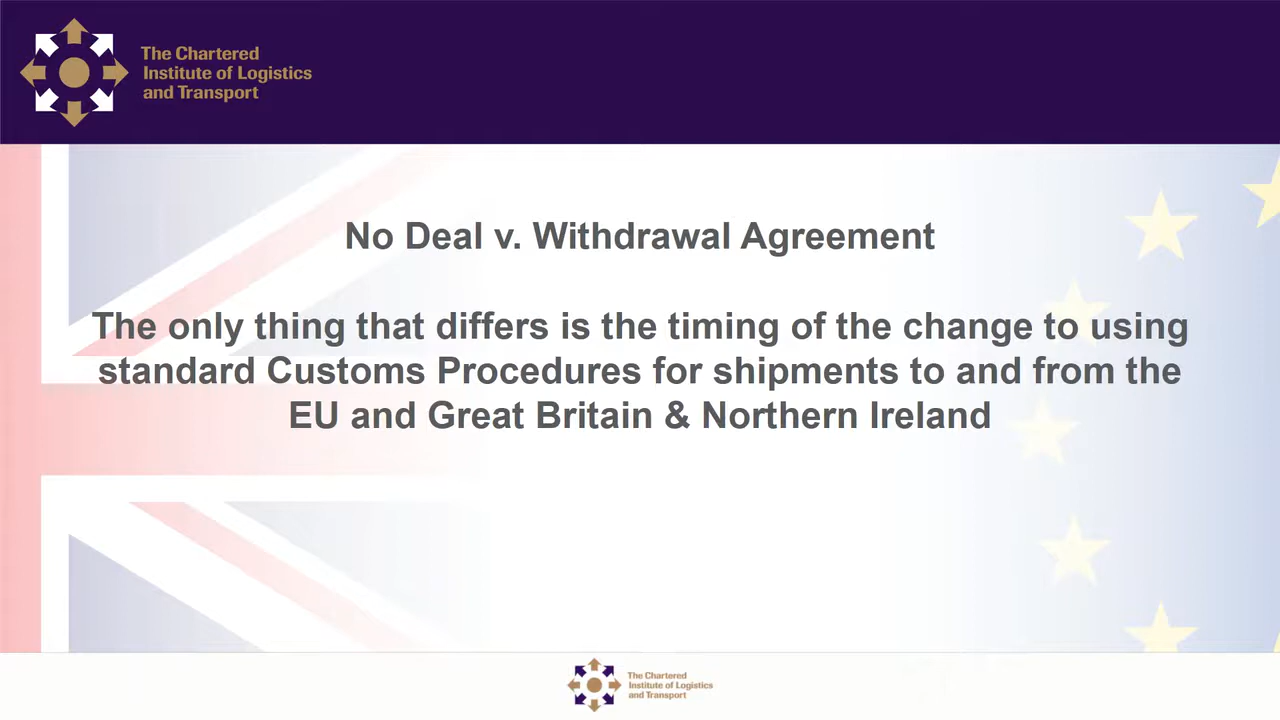 The Chartered
Institute of Logistics
and Transport
No Deal v. Withdrawal Agreement
The only thing that differs is the timing of the change to using
standard Customs Procedures for shipments to and from the
EU and Great Britain & Northern Ireland
The Chartered
Institute of Logistics
and Transport